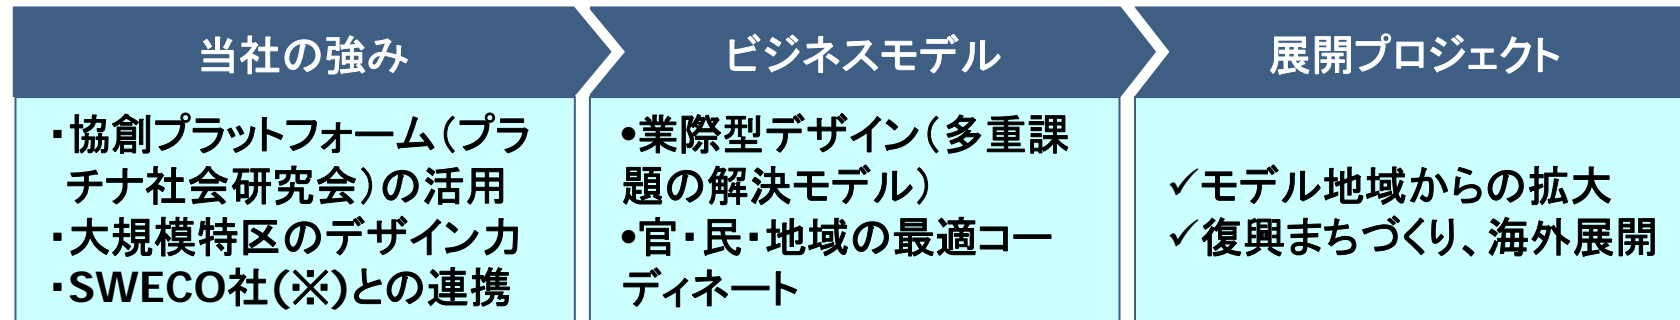 当社の強み
・協創プラットフォーム（プラ
チナ社会研究会）の活用
・大規模特区のデザイン力
・SWECO社(※)との連携
ビジネスモデル
•業際型デザイン（多重課
題の解決モデル）
•官・民・地域の最適コー
ディネート
展開プロジェクト
✓モデル地域からの拡大
✓復興まちづくり、海外展開